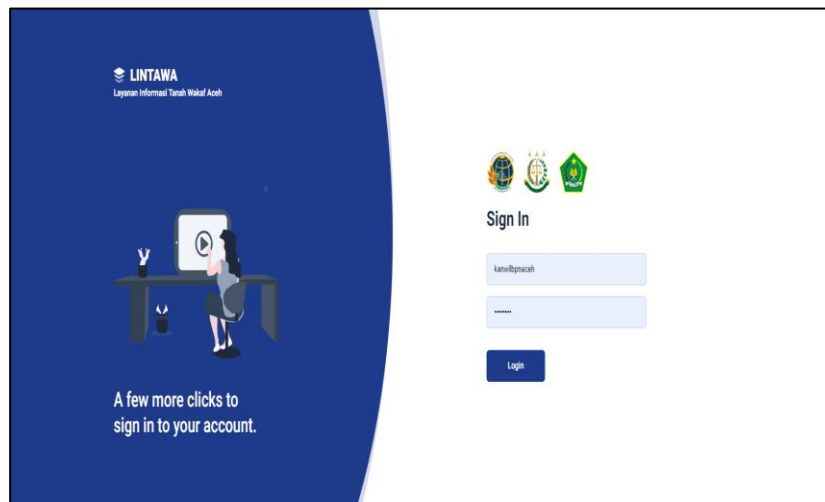 LINTAWA
Layanan Informasi Tanah Wakaf Aceh
A few more clicks to
sign in to your account.
Sign In
kanwilbpnaceh
Login